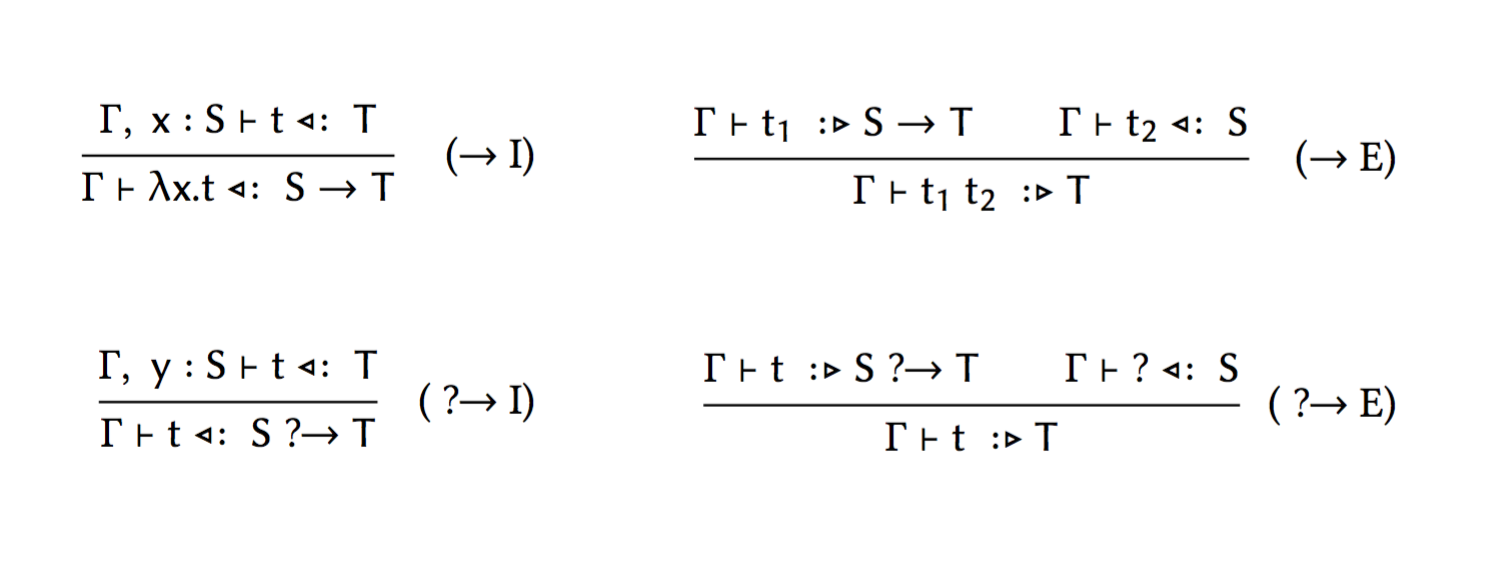 Γ, x : S ⊢ t ◃: T
Γ ⊢ λx.t ◃: S → T
(→ I)
Γ ⊢ t₁ :▹ S → T    Γ ⊢ t₂ ◃: S
Γ ⊢ t₁ t₂ :▹ T
(→ E)
Γ, y : S ⊢ t ◃: T
Γ ⊢ t ◃: S ?→ T
( ?→ I)
Γ ⊢ t :▹ S ?→ T    Γ ⊢ ? ◃: S
Γ ⊢ t :▹ T
( ?→ E)